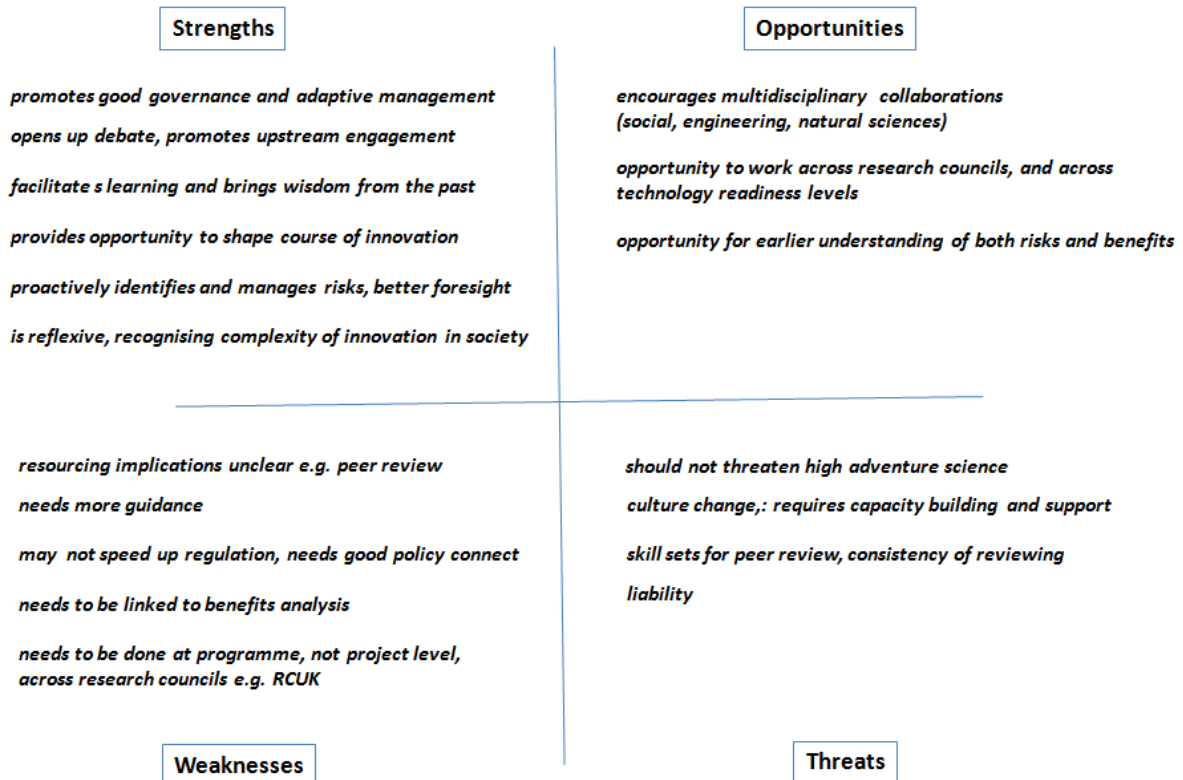 Strengths
promotes good governance and adaptive management
opens up debate, promotes upstream engagement
facilitate s learning and brings wisdom from the past
provides opportunity to shape course of innovation
proactively identifies and manages risks, better foresight
is reflexive, recognising complexity of innovation in society
Opportunities
encourages multidisciplinary collaborations
(social, engineering, natural sciences)
opportunity to work across research councils, and across
technology readiness levels
opportunity for earlier understanding of both risks and benefits
resourcing implications unclear e.g. peer review
needs more guidance
may not speed up regulation, needs good policy connect
needs to be linked to benefits analysis
needs to be done at programme, not project level,
across research councils e.g. RCUK
Weaknesses
should not threaten high adventure science
culture change,: requires capacity building and support
skill sets for peer review, consistency of reviewing
liability
Threats